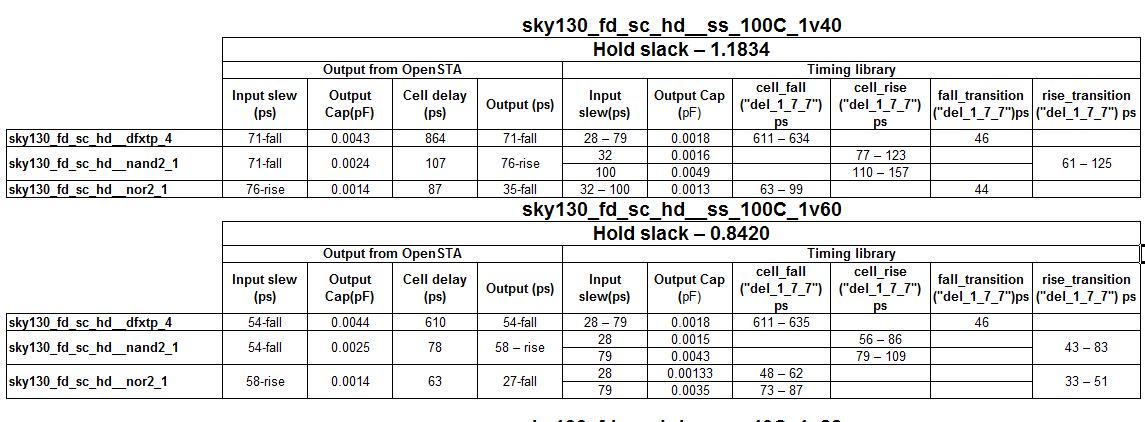 sky130_fd_sc_hd__ss_100C_1v40
Hold slack – 1.1834
Output from OpenSTA Timing library
Input slew (ps) Output Cap(pF) Cell delay (ps) Output (ps) Input slew(ps) Output Cap (pF) cell_fall ("del_1_7_7") ps cell_rise ("del_1_7_7") ps fall_transition ("del_1_7_7")ps rise_transition ("del_1_7_7") ps
sky130_fd_sc_hd__dfxtp_4 71-fall 0.0043 864 71-fall 28 – 79 0.0018 611 – 634 46
sky130_fd_sc_hd__nand2_1 71-fall 0.0024 107 76-rise 32 0.0016 77 – 123 61 – 125
100 0.0049 110 – 157
sky130_fd_sc_hd__nor2_1 76-rise 0.0014 87 35-fall 32 – 100 0.0013 63 – 99 44
sky130_fd_sc_hd__ss_100C_1v60
Hold slack – 0.8420
Output from OpenSTA Timing library
Input slew (ps) Output Cap(pF) Cell delay (ps) Output (ps) Input slew(ps) Output Cap (pF) cell_fall ("del_1_7_7") ps cell_rise ("del_1_7_7") ps fall_transition ("del_1_7_7")ps rise_transition ("del_1_7_7") ps
sky130_fd_sc_hd__dfxtp_4 54-fall 0.0044 610 54-fall 28 – 79 0.0018 611 – 635 46
sky130_fd_sc_hd__nand2_1 54-fall 0.0025 78 58 – rise 28 0.0015 56 – 86 43 – 83
79 0.0043 79 – 109
sky130_fd_sc_hd__nor2_1 58-rise 0.0014 63 27-fall 28 0.00133 48 – 62 33 – 51
79 0.0035 73 – 87